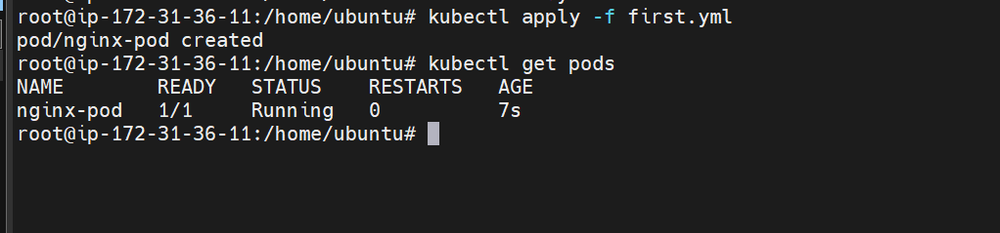 root@ip-172-31-36-11:/home/ubuntu# kubectl apply -f first.yml
pod/nginx-pod created
root@ip-172-31-36-11:/home/ubuntu# kubectl get pods
NAME        READY   STATUS    RESTARTS   AGE
nginx-pod   1/1     Running   0          7s
root@ip-172-31-36-11:/home/ubuntu#